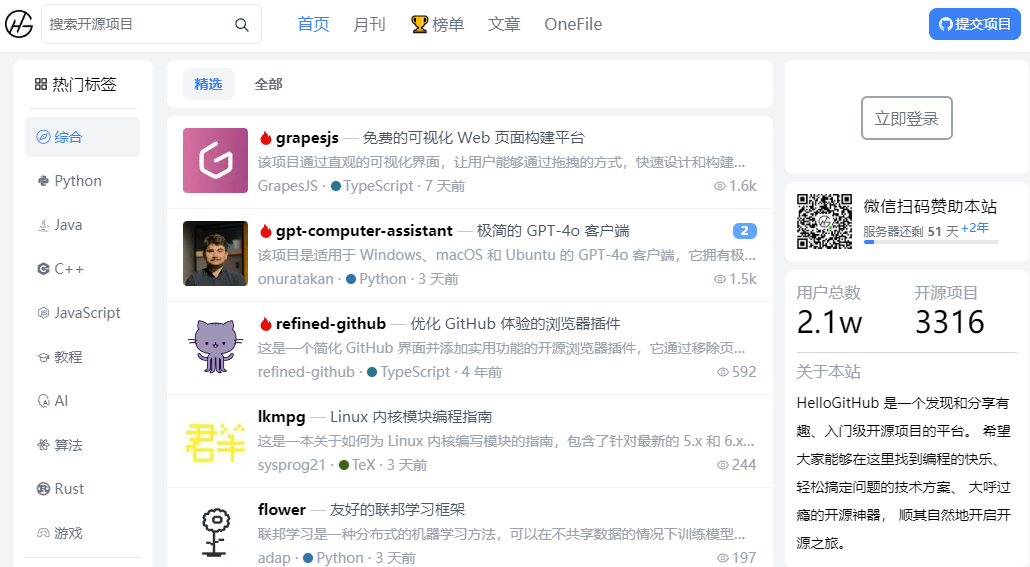 搜索开源项目
首页 月刊 榜单 文章 OneFile
提交项目
热门标签
综合
Python
Java
C++
JavaScript
教程
AI
算法
Rust
游戏
精选 全部
grapesjs — 免费的可视化 Web 页面构建平台
该项目通过直观的可视化界面，让用户能够通过拖拽的方式，快速设计和构建...
GrapesJS · TypeScript · 7 天前 1.6k
gpt-computer-assistant — 极简的 GPT-4o 客户端 2
该项目是适用于 Windows、macOS 和 Ubuntu 的 GPT-4o 客户端，它拥有极...
onuratakan · Python · 3 天前 1.5k
refined-github — 优化 GitHub 体验的浏览器插件
这是一个简化 GitHub 界面并添加实用功能的开源浏览器插件，它通过移除页...
refined-github · TypeScript · 4 年前 592
君羊
lkmpg — Linux 内核模块编程指南
这是一本关于如何为 Linux 内核编写模块的指南，包含了针对最新的 5.x 和 6.x...
sysprog21 · TeX · 3 天前 244
flower — 友好的联邦学习框架
联邦学习是一种分布式的机器学习方法，可以在不共享数据的情况下训练模型...
adap · Python · 3 天前 197
立即登录
微信扫码赞助本站
服务器还剩 51 天 +2年
用户总数 开源项目
2.1w 3316
关于本站
HelloGitHub 是一个发现和分享有
趣、入门级开源项目的平台。 希望
大家能够在这里找到编程的快乐、
轻松搞定问题的技术方案、 大呼过
瘾的开源神器， 顺其自然地开启开
源之旅。